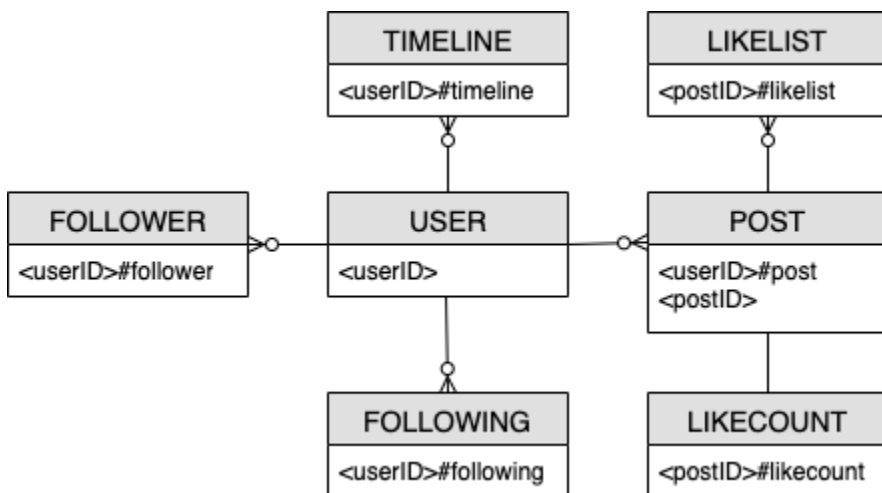 TIMELINE
<userID>#timeline
LIKELIST
<postID>#likelist
FOLLOWER
<userID>#follower
USER
<userID>
POST
<userID>#post
<postID>
FOLLOWING
<userID>#following
LIKECOUNT
<postID>#likecount